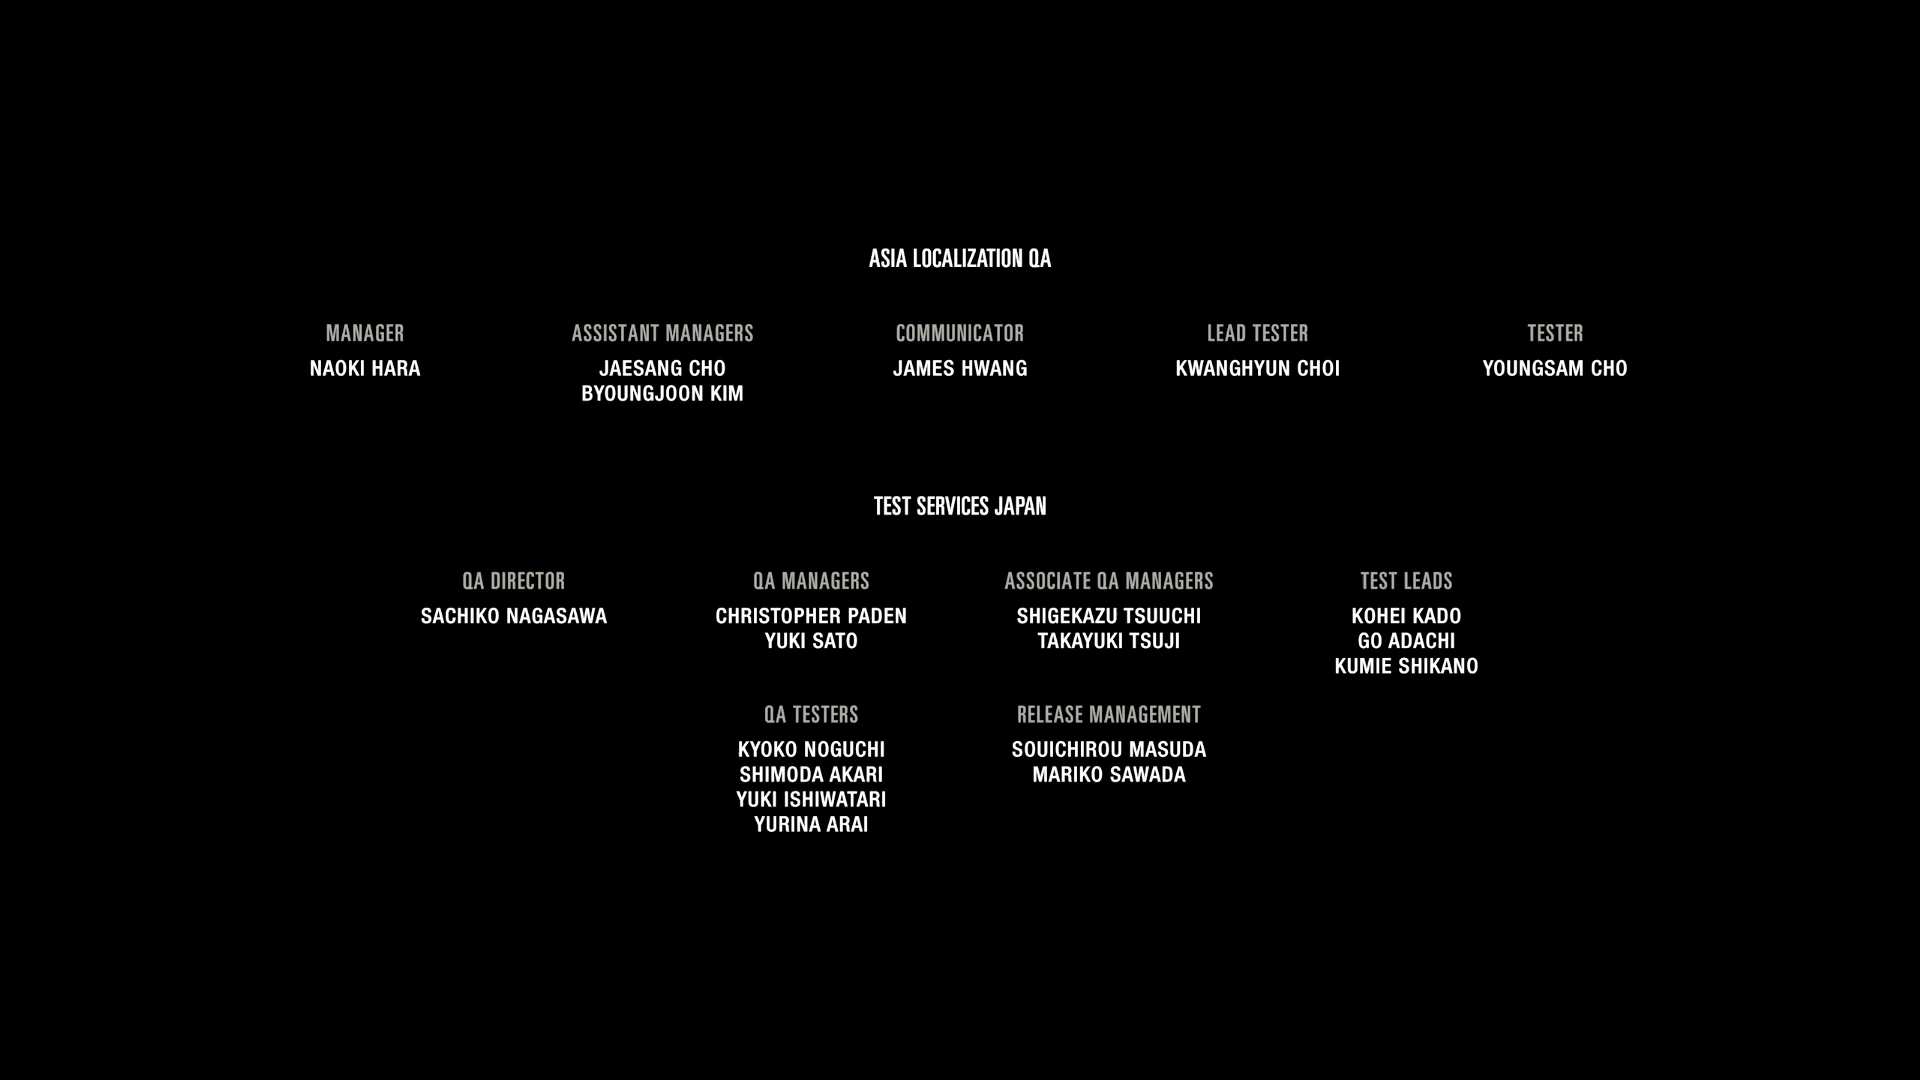 ASIA LOCALIZATION QA
MANAGER
NAOKI HARA
ASSISTANT MANAGERS
JAESANG CHO
BYOUNGJOON KIM
COMMUNICATOR
JAMES HWANG
LEAD TESTER
KWANGHYUN CHOI
TESTER
YOUNGSAM CHO
TEST SERVICES JAPAN
QA DIRECTOR
SACHIKO NAGASAWA
QA MANAGERS
CHRISTOPHER PADEN
YUKI SATO
ASSOCIATE QA MANAGERS
SHIGEKAZU TSUUCHI
TAKAYUKI TSUJI
TEST LEADS
KOHEI KADO
GO ADACHI
KUMIE SHIKANO
QA TESTERS
KYOKO NOGUCHI
SHIMODA AKARI
YUKI ISHIWATARI
YURINA ARAI
RELEASE MANAGEMENT
SOUICHIROU MASUDA
MARIKO SAWADA